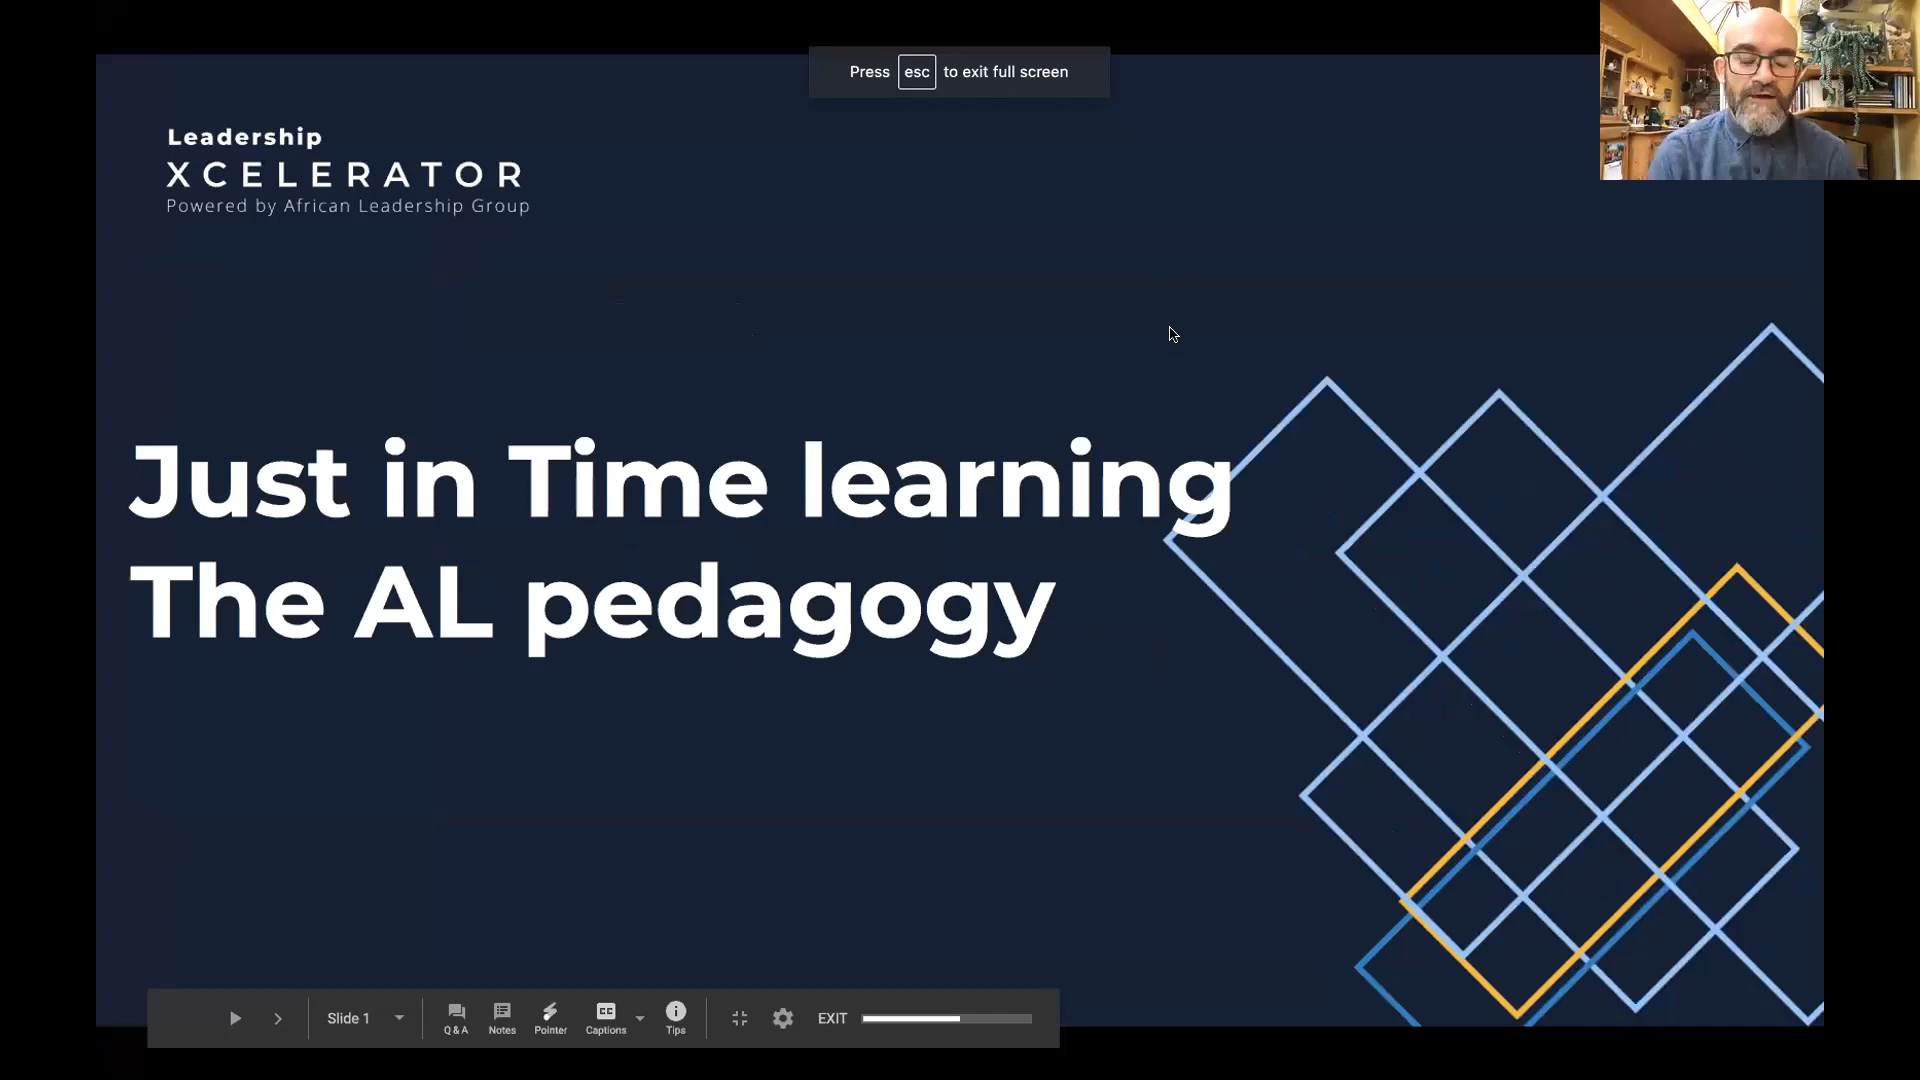 Press esc to exit full screen
Leadership
XCELERATOR
Powered by African Leadership Group
Just in Time learning
The AL pedagogy
Slide 1
Q & A
Notes
Pointer
CC
Captions
Tips
EXIT